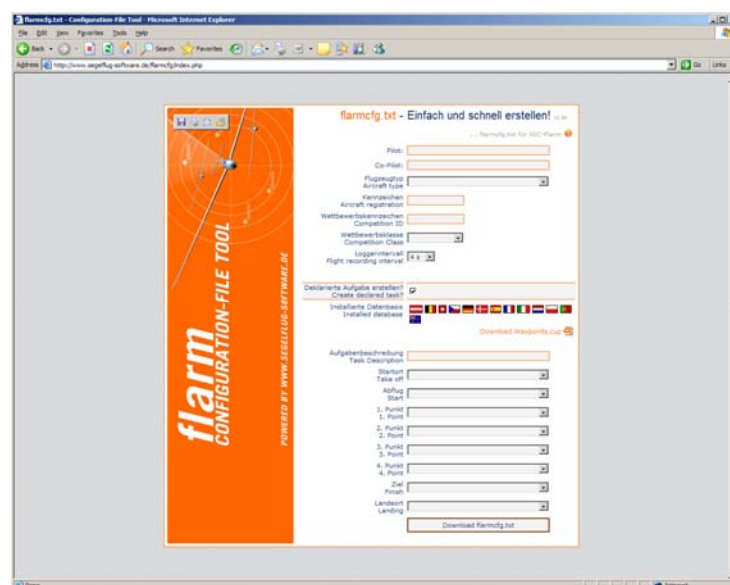 flarmcfg.txt - Configuration-File Tool - Microsoft Internet Explorer
File Edit View Favorites Tools Help
Back Search Favorites
Address http://www.segelflug-software.de/flarmcfg/index.php Go Links
flarmcfg.txt - Einfach und schnell erstellen!
... flarmcfg.txt für IGC-Flarm
Pilot:
Co-Pilot:
Flugzeugtyp
Aircraft type
Kennzeichen
Aircraft registration
Wettbewerbskennzeichen
Competition ID
Wettbewerbsklasse
Competition Class
Loggerintervall
Flight recording interval
4 s
Deklarierte Aufgabe erstellen?
Create declared task?
Installierte Datenbasis
Installed database
Download Waypoints.cup
Aufgabenbeschreibung
Task Description
Startort
Take off
Abflug
Start
1. Punkt
1. Point
2. Punkt
2. Point
3. Punkt
3. Point
4. Punkt
4. Point
Ziel
Finish
Landeort
Landing
Download flarmcfg.txt
flarm
CONFIGURATION-FILE TOOL
POWERED BY WWW.SEGELFLUG-SOFTWARE.DE